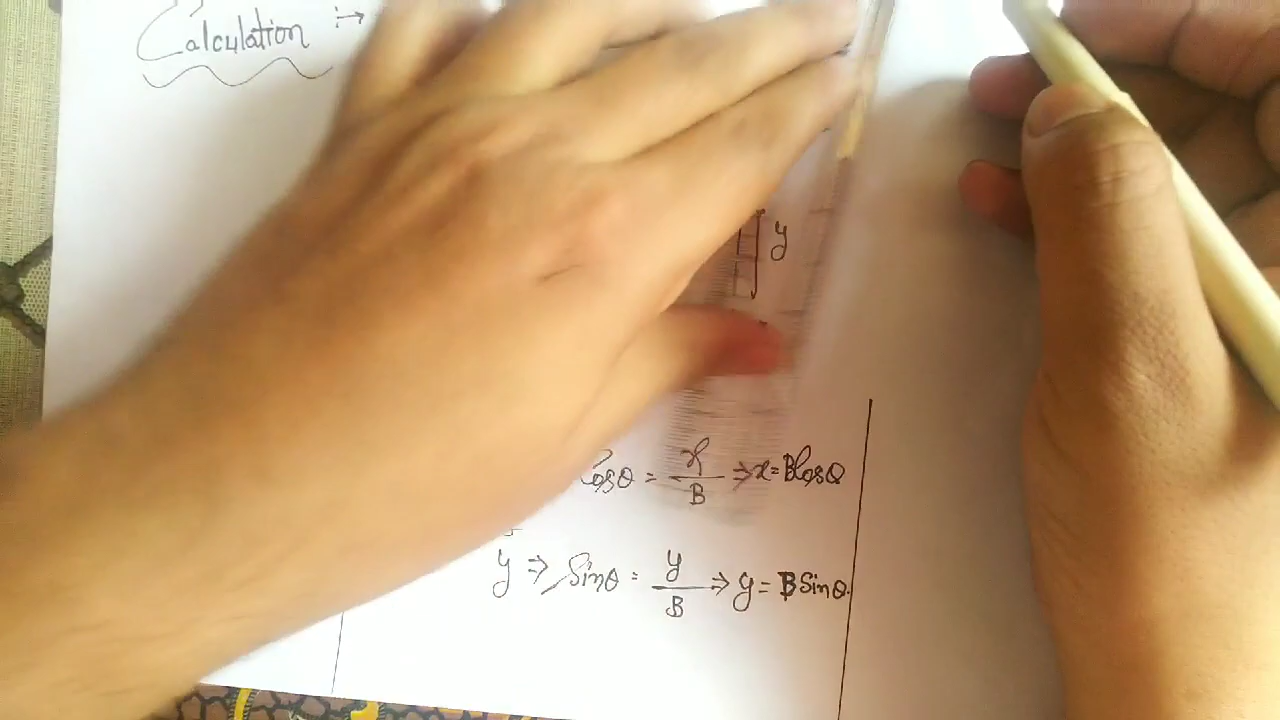 Calculation :→
y
Cosθ = x/B ⇒ x = BCosθ
y ⇒ Sinθ = y/B ⇒ y = BSinθ.